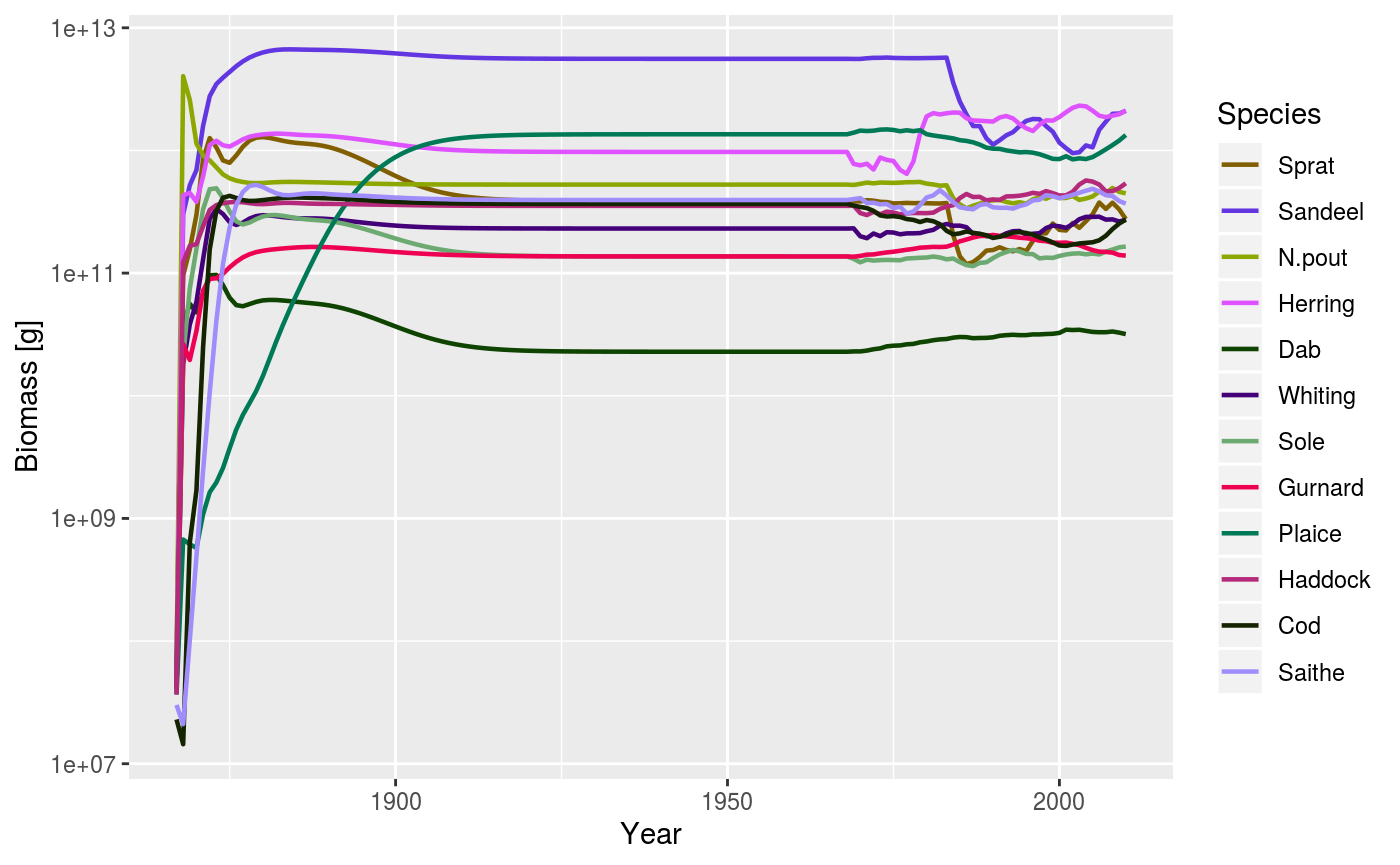 1e+13
1e+11
1e+09
1e+07
Biomass [g]
1900
1950
2000
Year
Species
Sprat
Sandeel
N.pout
Herring
Dab
Whiting
Sole
Gurnard
Plaice
Haddock
Cod
Saithe